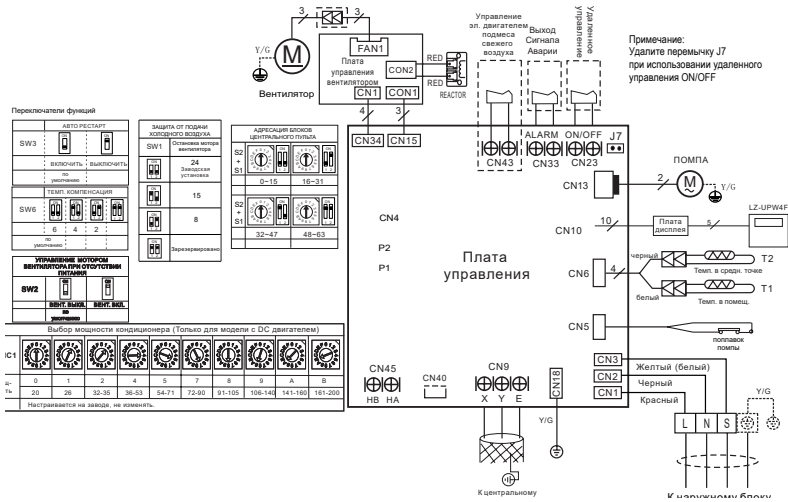 3
3
Y/G
M
Вентилятор
FAN1
Плата
управления
вентилятором
CON2
CN1
CON1
RED
RED
REACTOR
4
3
CN34
CN15
Управление
эл. двигателем
подмеса
свежего
воздуха
Выход
Сигнала
Аварии
Удаленное
управление
Примечание:
Удалите перемычку J7
при использовании удаленного
управления ON/OFF
ALARM
ON/OFF
J7
CN43
CN33
CN23
Переключатели функций
АВТО РЕСТАРТ
SW3
ON
ON
ВКЛЮЧИТЬ
ВЫКЛЮЧИТЬ
по
умолчанию
ТЕМП. КОМПЕНСАЦИЯ
SW6
6
4
2
по
умолчанию
УПРАВЛЕНИЕ МОТОРОМ
ВЕНТИЛЯТОРА ПРИ ОТСУТСТВИИ
ПИТАНИЯ
SW2
ВЕНТ. ВЫКЛ.
ВЕНТ. ВКЛ.
по
умолчанию
ЗАЩИТА ОТ ПОДАЧИ
ХОЛОДНОГО ВОЗДУХА
SW1
Остановка мотора
вентилятора
24
Заводская
установка
15
8
Зарезервировано
АДРЕСАЦИЯ БЛОКОВ
ЦЕНТРАЛЬНОГО ПУЛЬТА
S2
+
S1
0~15
16~31
S2
+
S1
32~47
48~63
Выбор мощности кондиционера (Только для модели с DC двигателем)
0
1
2
4
5
7
8
9
A
B
ть
20
26
32-35
36-53
54-71
72-90
91-105
106-140
141-160
161-200
Настраивается на заводе, не изменять.
CN4
P2
P1
Плата
управления
CN13
2
ПОМПА
M
Y/G
CN10
10
Плата
дисплея
5
LZ-UPW4F
CN6
4
черный
T2
Темп. в средн. точке
белый
T1
Темп. в помещ.
CN5
поплавок
помпы
CN3
CN2
CN1
Желтый (белый)
Черный
Красный
Y/G
L
N
S
К наружному блоку
CN45
HB
HA
CN40
CN9
X
Y
E
CN18
Y/G
К центральному